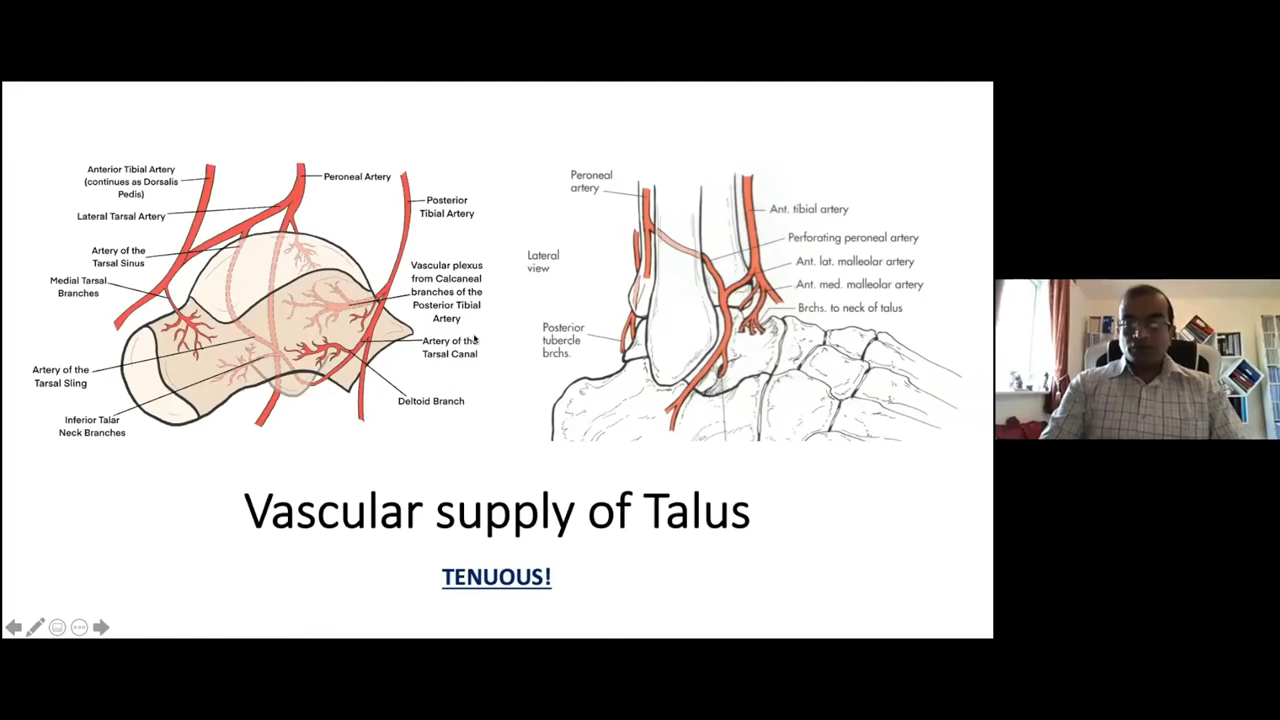 Anterior Tibial Artery
(continues as Dorsalis
Pedis)
Lateral Tarsal Artery
Artery of the
Tarsal Sinus
Medial Tarsal
Branches
Artery of the
Tarsal Sling
Inferior Talar
Neck Branches
Peroneal Artery
Posterior
Tibial Artery
Vascular plexus
from Calcaneal
branches of the
Posterior Tibial
Artery
Artery of the
Tarsal Canal
Deltoid Branch
Peroneal
artery
Lateral
view
Posterior
tubercle
brchs.
Ant. tibial artery
Perforating peroneal artery
Ant. lat. malleolar artery
Ant. med. malleolar artery
Brchs. to neck of talus
Vascular supply of Talus
TENUOUS!